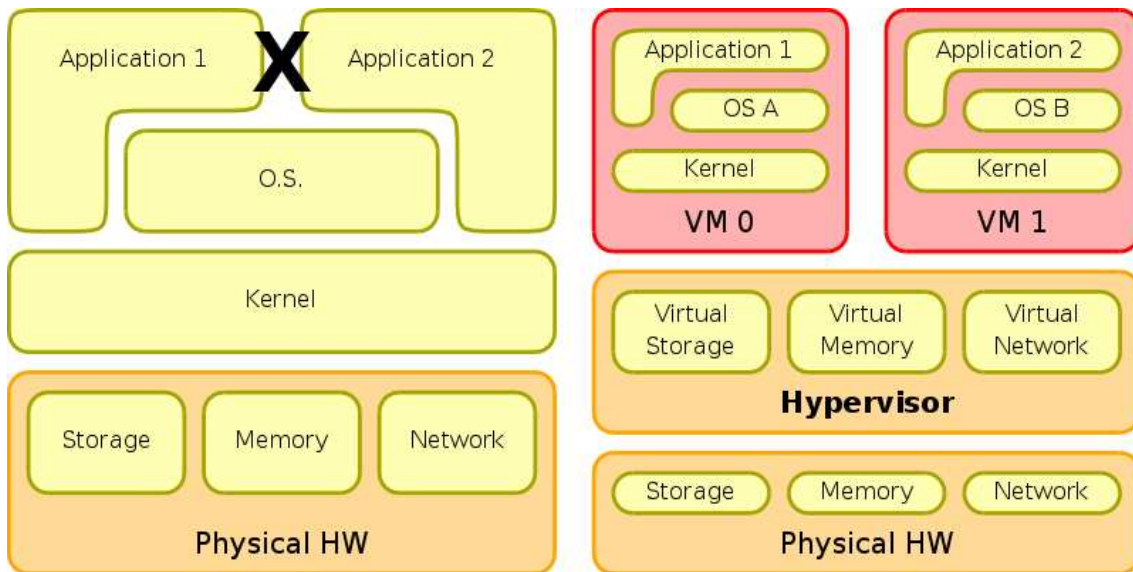 Application 1
X
Application 2
O.S.
Kernel
Storage
Memory
Network
Physical HW
Application 1
OS A
Kernel
VM 0
Application 2
OS B
Kernel
VM 1
Virtual
Storage
Virtual
Memory
Virtual
Network
Hypervisor
Storage
Memory
Network
Physical HW